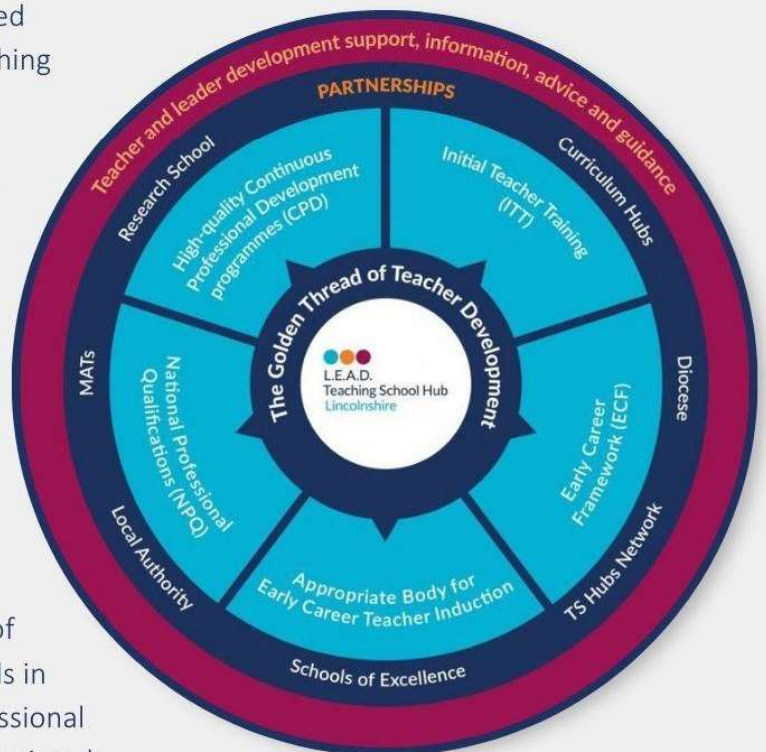 ed
hing
Teacher and leader development support, information, advice and guidance
PARTNERSHIPS
Research School
Curriculum Hubs
Diocese
TS Hubs Network
Schools of Excellence
Local Authority
MATs
High-quality Continuous
Professional Development
programmes (CPD)
Initial Teacher Training
(ITT)
Early Career
Framework (ECF)
Appropriate Body for
Early Career Teacher Induction
National Professional
Qualifications (NPQ)
The Golden Thread of Teacher Development
L.E.A.D.
Teaching School Hub
Lincolnshire
of
ls in
essional